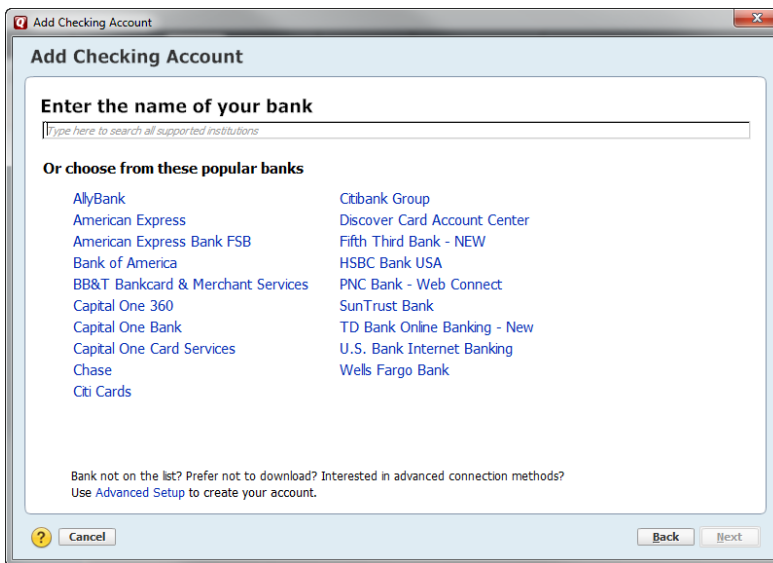 Add Checking Account
Add Checking Account
Enter the name of your bank
Type here to search all supported institutions
Or choose from these popular banks
AllyBank
American Express
American Express Bank FSB
Bank of America
BB&T Bankcard & Merchant Services
Capital One 360
Capital One Bank
Capital One Card Services
Chase
Citi Cards
Citibank Group
Discover Card Account Center
Fifth Third Bank - NEW
HSBC Bank USA
PNC Bank - Web Connect
SunTrust Bank
TD Bank Online Banking - New
U.S. Bank Internet Banking
Wells Fargo Bank
Bank not on the list? Prefer not to download? Interested in advanced connection methods?
Use Advanced Setup to create your account.
? Cancel Back Next